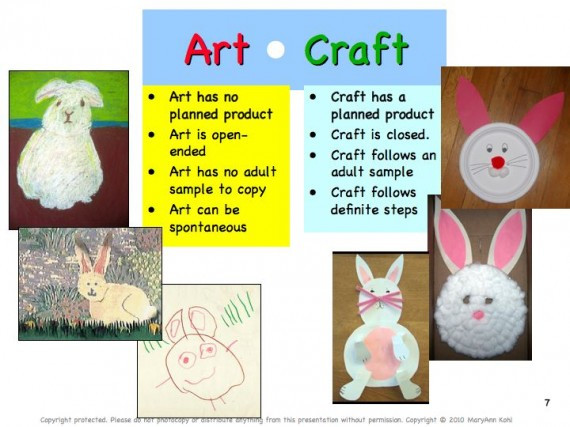 Art • Craft
• Art has no
planned product
• Art is open-
ended
• Art has no adult
sample to copy
• Art can be
spontaneous
• Craft has a
planned product
• Craft is closed.
• Craft follows an
adult sample
• Craft follows
definite steps
7
Copyright protected. Please do not photocopy or distribute anything from this presentation without permission. Copyright © 2010 MaryAnn Kohl